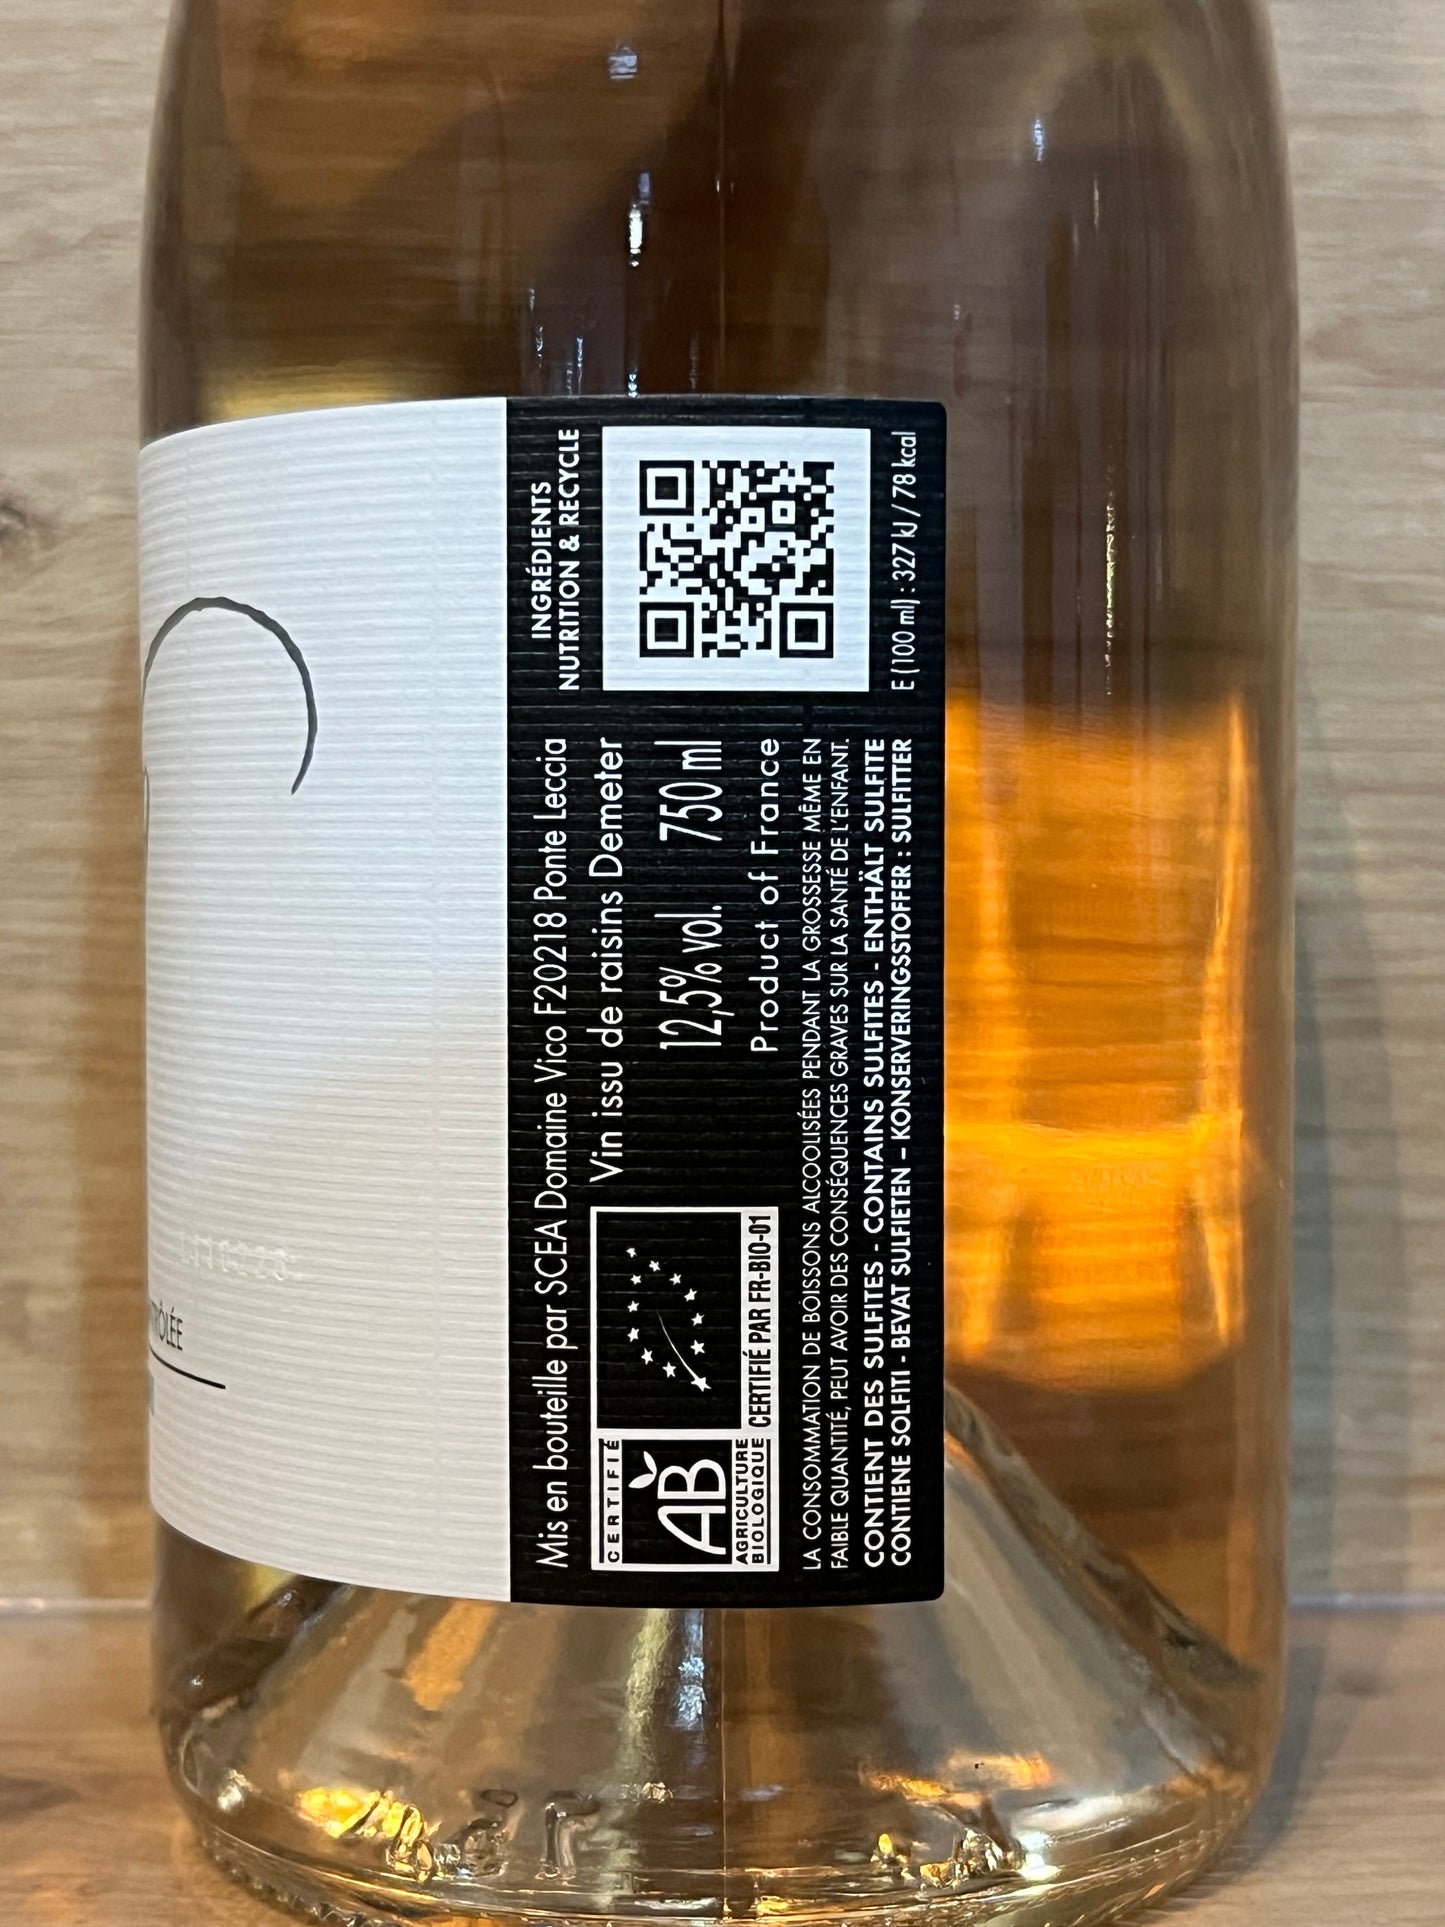 TRÔLÉE
Mis en bouteille par SCEA Domaine Vico F20218 Ponte Leccia
Vin issu de raisins Demeter
12,5% vol. 750 ml
Product of France
CERTIFIÉ
AB
AGRICULTURE
BIOLOGIQUE
CERTIFIÉ PAR FR-BIO-01
LA CONSOMMATION DE BOISSONS ALCOOLISÉES PENDANT LA GROSSESSE MÊME EN
FAIBLE QUANTITÉ, PEUT AVOIR DES CONSÉQUENCES GRAVES SUR LA SANTÉ DE L'ENFANT.
CONTIENT DES SULFITES - CONTAINS SULFITES - ENTHÄLT SULFITE
CONTIENE SOLFITI - BEVAT SULFIETEN – KONSERVERINGSSTOFFER : SULFITTER
INGRÉDIENTS
NUTRITION & RECYCLE
E (100 ml) : 327 kJ / 78 kcal